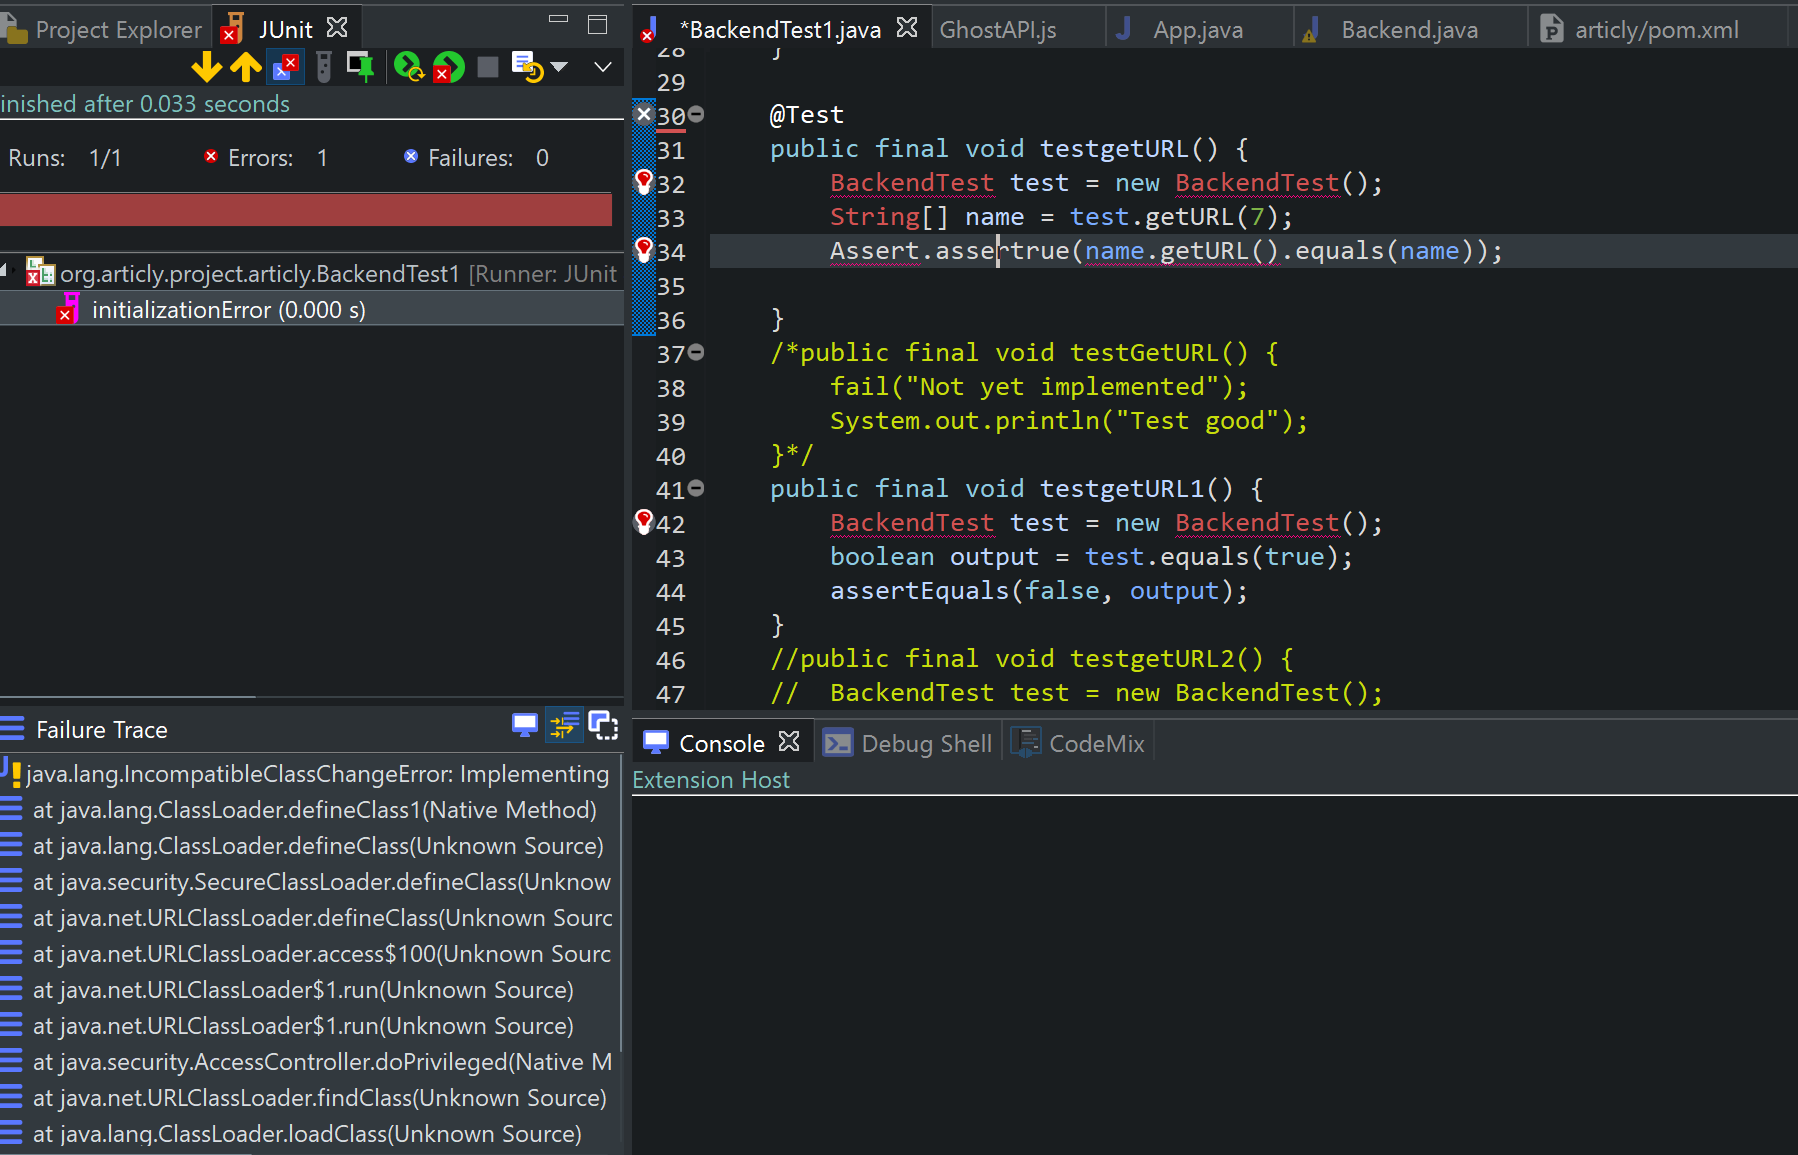 Project Explorer
JUnit
inished after 0.033 seconds
Runs: 1/1
Errors: 1
Failures: 0
org.articly.project.articly.BackendTest1 [Runner: JUnit
initializationError (0.000 s)
Failure Trace
java.lang.IncompatibleClassChangeError: Implementing
at java.lang.ClassLoader.defineClass1(Native Method)
at java.lang.ClassLoader.defineClass(Unknown Source)
at java.security.SecureClassLoader.defineClass(Unknow
at java.net.URLClassLoader.defineClass(Unknown Sourc
at java.net.URLClassLoader.access$100(Unknown Sourc
at java.net.URLClassLoader$1.run(Unknown Source)
at java.net.URLClassLoader$1.run(Unknown Source)
at java.security.AccessController.doPrivileged(Native M
at java.net.URLClassLoader.findClass(Unknown Source)
at java.lang.ClassLoader.loadClass(Unknown Source)
*BackendTest1.java
GhostAPI.js
App.java
Backend.java
articly/pom.xml
28 }
29
30 @Test
31 public final void testgetURL() {
32 BackendTest test = new BackendTest();
33 String[] name = test.getURL(7);
34 Assert.assertrue(name.getURL().equals(name));
35
36 }
37 /*public final void testGetURL() {
38 fail("Not yet implemented");
39 System.out.println("Test good");
40 }*/
41 public final void testgetURL1() {
42 BackendTest test = new BackendTest();
43 boolean output = test.equals(true);
44 assertEquals(false, output);
45 }
46 //public final void testgetURL2() {
47 // BackendTest test = new BackendTest();
Console
Debug Shell
CodeMix
Extension Host